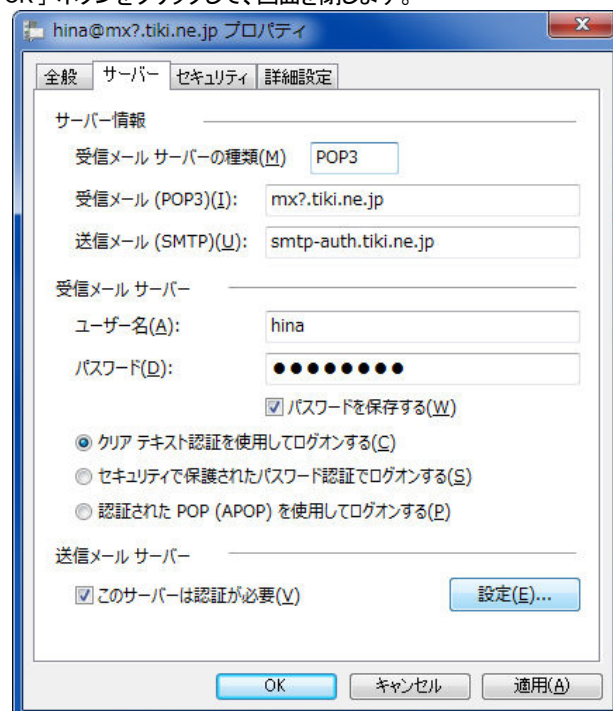 OK］ボタンをクリックして、画面を閉じます。
hina@mx?.tiki.ne.jp プロパティ
全般 サーバー セキュリティ 詳細設定
サーバー情報
受信メール サーバーの種類(M) POP3
受信メール (POP3)(I): mx?.tiki.ne.jp
送信メール (SMTP)(U): smtp-auth.tiki.ne.jp
受信メール サーバー
ユーザー名(A): hina
パスワード(D): ●●●●●●●●
パスワードを保存する(W)
クリア テキスト認証を使用してログオンする(C)
セキュリティで保護されたパスワード認証でログオンする(S)
認証された POP (APOP) を使用してログオンする(P)
送信メール サーバー
このサーバーは認証が必要(V) 設定(E)...
OK キャンセル 適用(A)